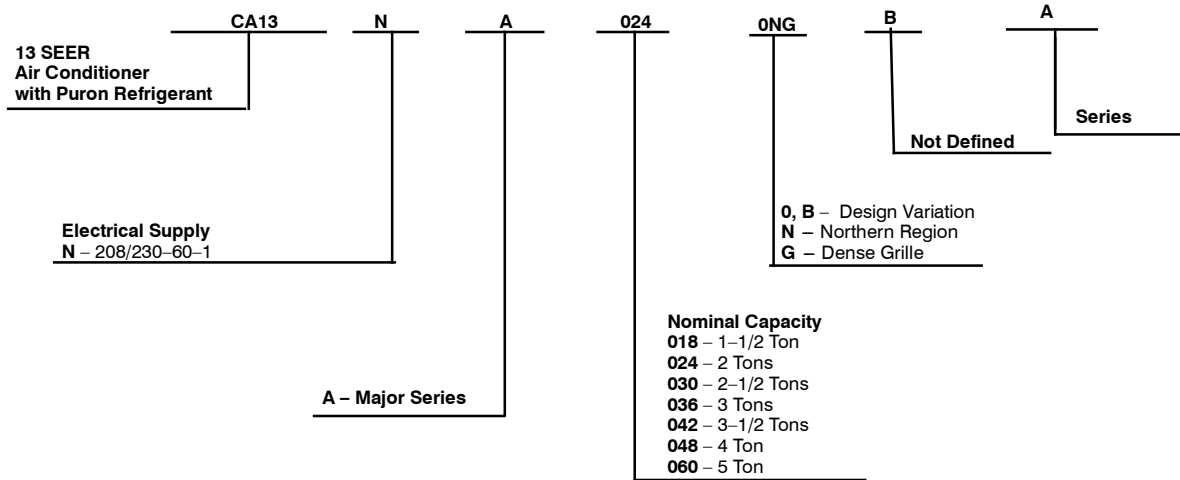 CA13 N A 024 0NG B A
13 SEER
Air Conditioner
with Puron Refrigerant
Series
Not Defined
0, B – Design Variation
N – Northern Region
G – Dense Grille
Electrical Supply
N – 208/230–60–1
Nominal Capacity
018 – 1–1/2 Ton
024 – 2 Tons
030 – 2–1/2 Tons
036 – 3 Tons
042 – 3–1/2 Tons
048 – 4 Ton
060 – 5 Ton
A – Major Series